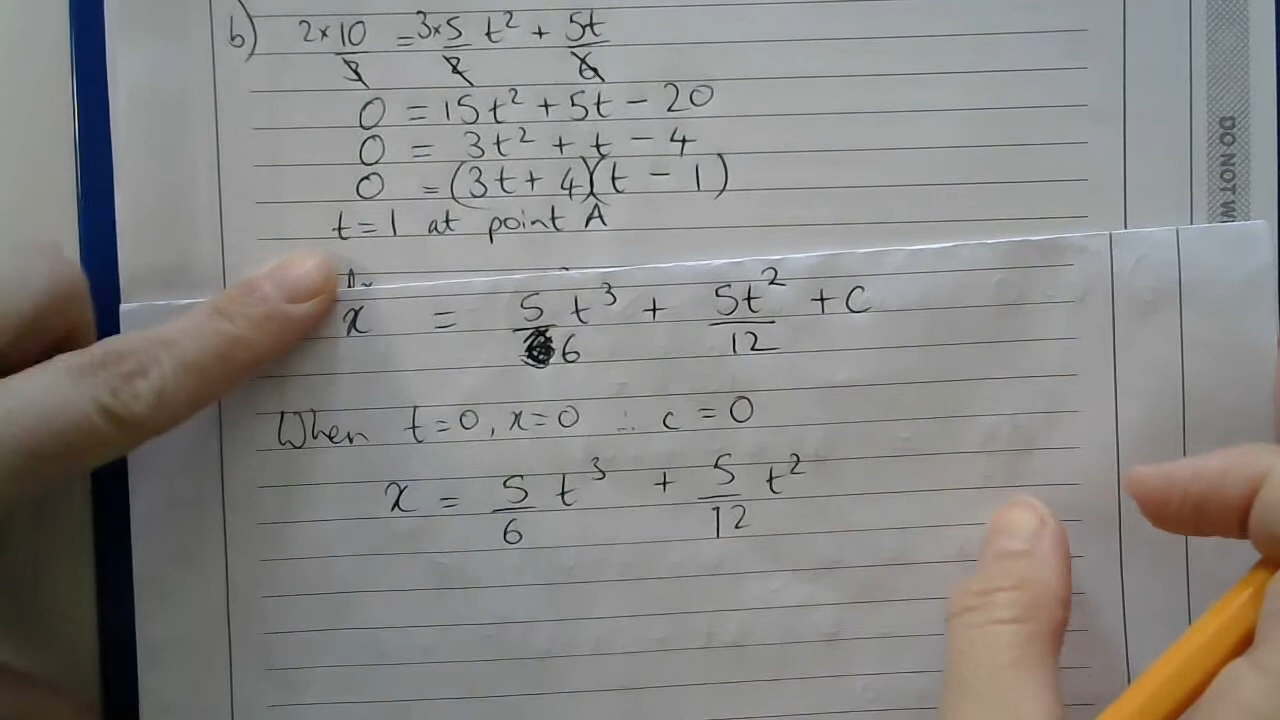 b) 2×10/3 = 3×5/2 t² + 5t/6
0 = 15t² + 5t − 20
0 = 3t² + t − 4
0 = (3t + 4)(t − 1)
t = 1 at point A
x = 5/6 t³ + 5t²/12 + C
When t=0, x=0 ∴ c = 0
x = 5/6 t³ + 5/12 t²
DO NOT W